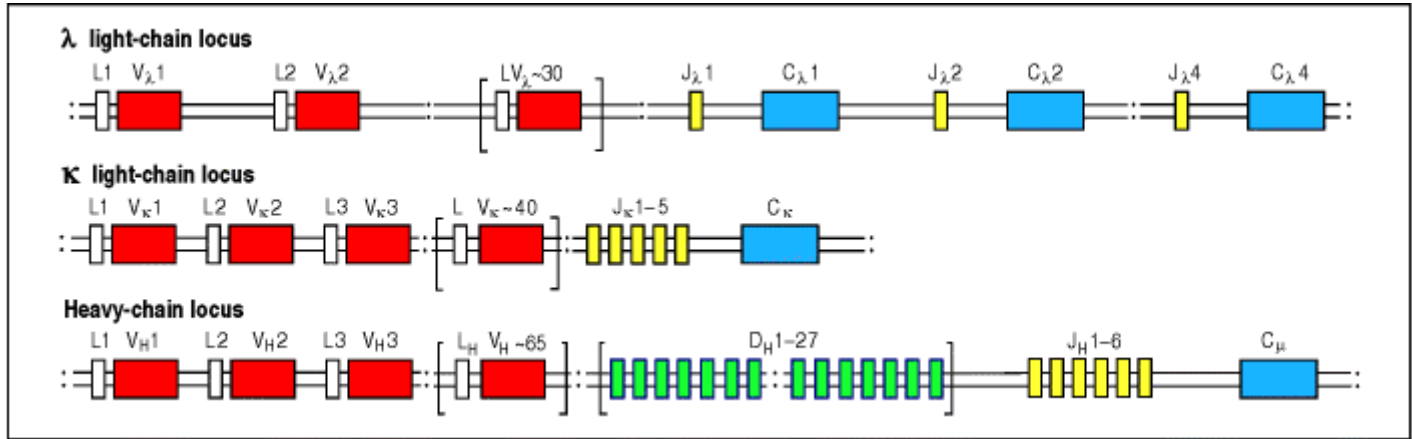 λ light-chain locus
L1 Vλ1 L2 Vλ2 LVλ~30 Jλ1 Cλ1 Jλ2 Cλ2 Jλ4 Cλ4
κ light-chain locus
L1 Vκ1 L2 Vκ2 L3 Vκ3 L Vκ~40 Jκ1–5 Cκ
Heavy-chain locus
L1 VH1 L2 VH2 L3 VH3 LH VH ~65 DH1–27 JH1–6 Cμ